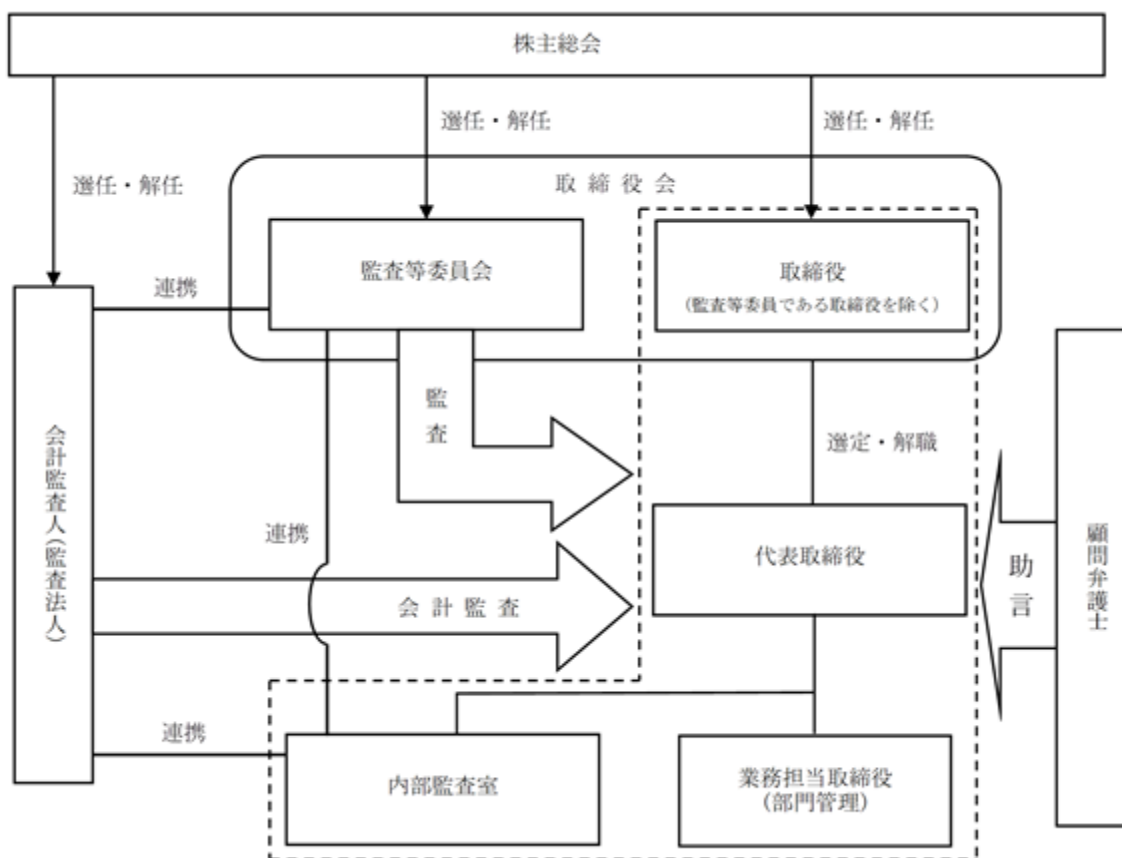 株主総会
選任・解任
選任・解任
選任・解任
取締役会
監査等委員会
取締役
(監査等委員である取締役を除く)
連携
監査
選定・解職
会計監査人(監査法人)
連携
代表取締役
助言
顧問弁護士
会計監査
連携
内部監査室
業務担当取締役
(部門管理)